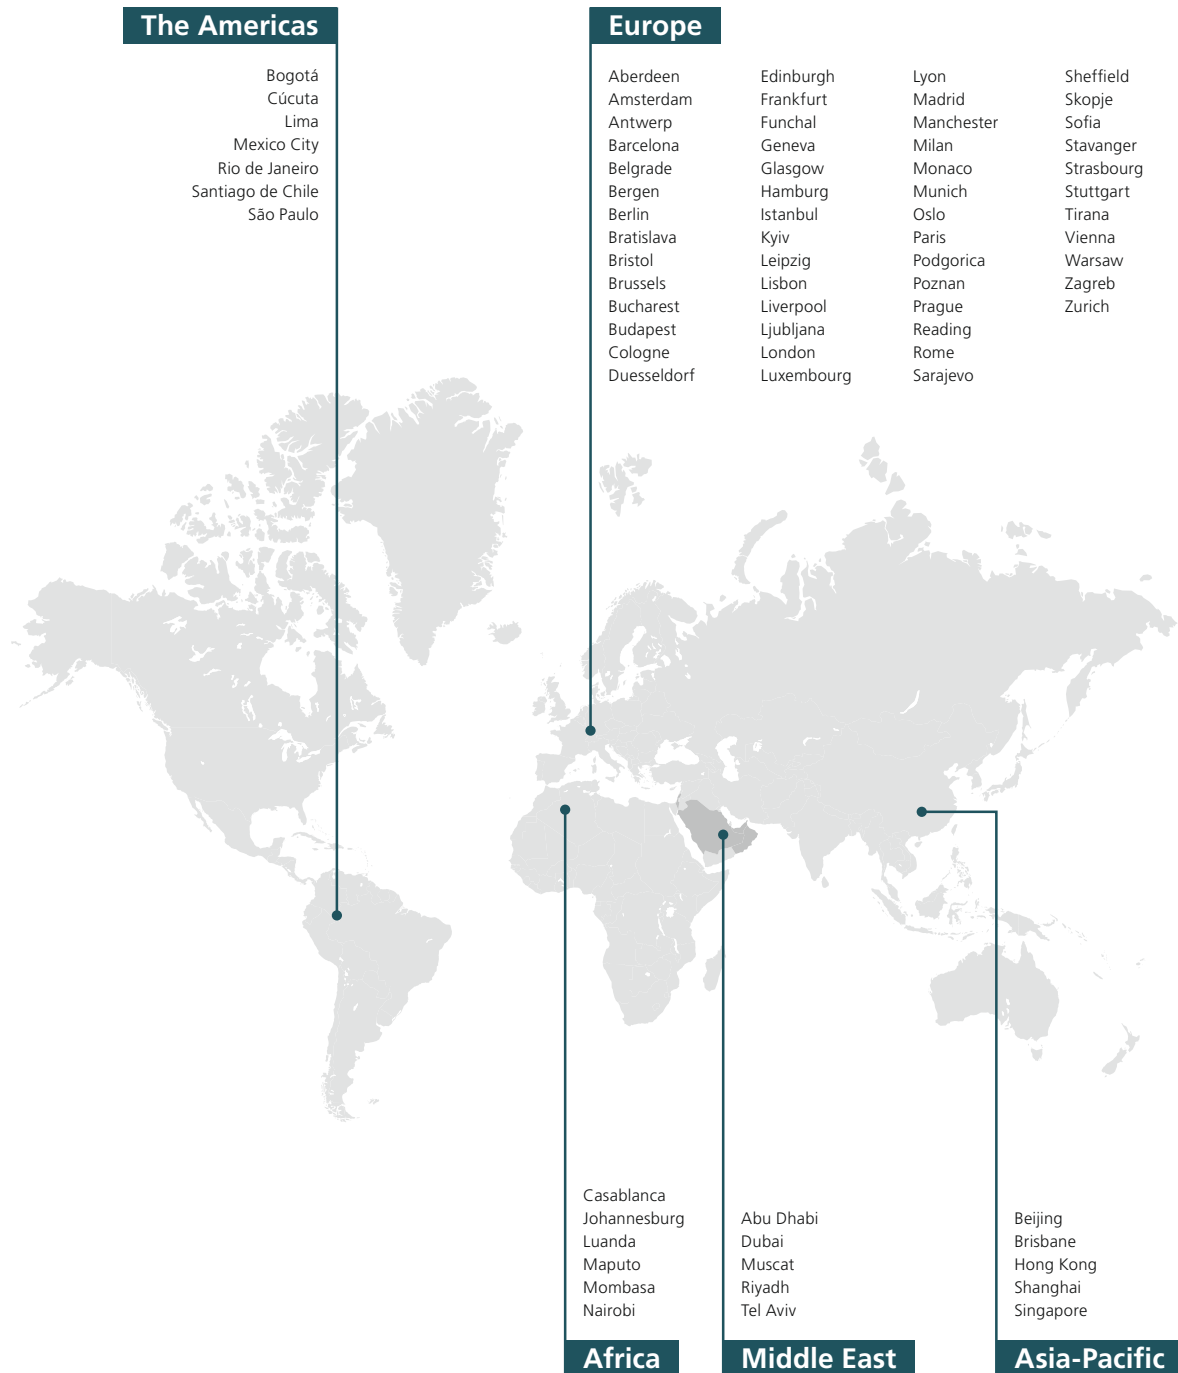 The Americas
Bogotá
Cúcuta
Lima
Mexico City
Rio de Janeiro
Santiago de Chile
São Paulo
Europe
Aberdeen
Amsterdam
Antwerp
Barcelona
Belgrade
Bergen
Berlin
Bratislava
Bristol
Brussels
Bucharest
Budapest
Cologne
Duesseldorf
Edinburgh
Frankfurt
Funchal
Geneva
Glasgow
Hamburg
Istanbul
Kyiv
Leipzig
Lisbon
Liverpool
Ljubljana
London
Luxembourg
Lyon
Madrid
Manchester
Milan
Monaco
Munich
Oslo
Paris
Podgorica
Poznan
Prague
Reading
Rome
Sarajevo
Sheffield
Skopje
Sofia
Stavanger
Strasbourg
Stuttgart
Tirana
Vienna
Warsaw
Zagreb
Zurich
Casablanca
Johannesburg
Luanda
Maputo
Mombasa
Nairobi
Africa
Abu Dhabi
Dubai
Muscat
Riyadh
Tel Aviv
Middle East
Beijing
Brisbane
Hong Kong
Shanghai
Singapore
Asia-Pacific